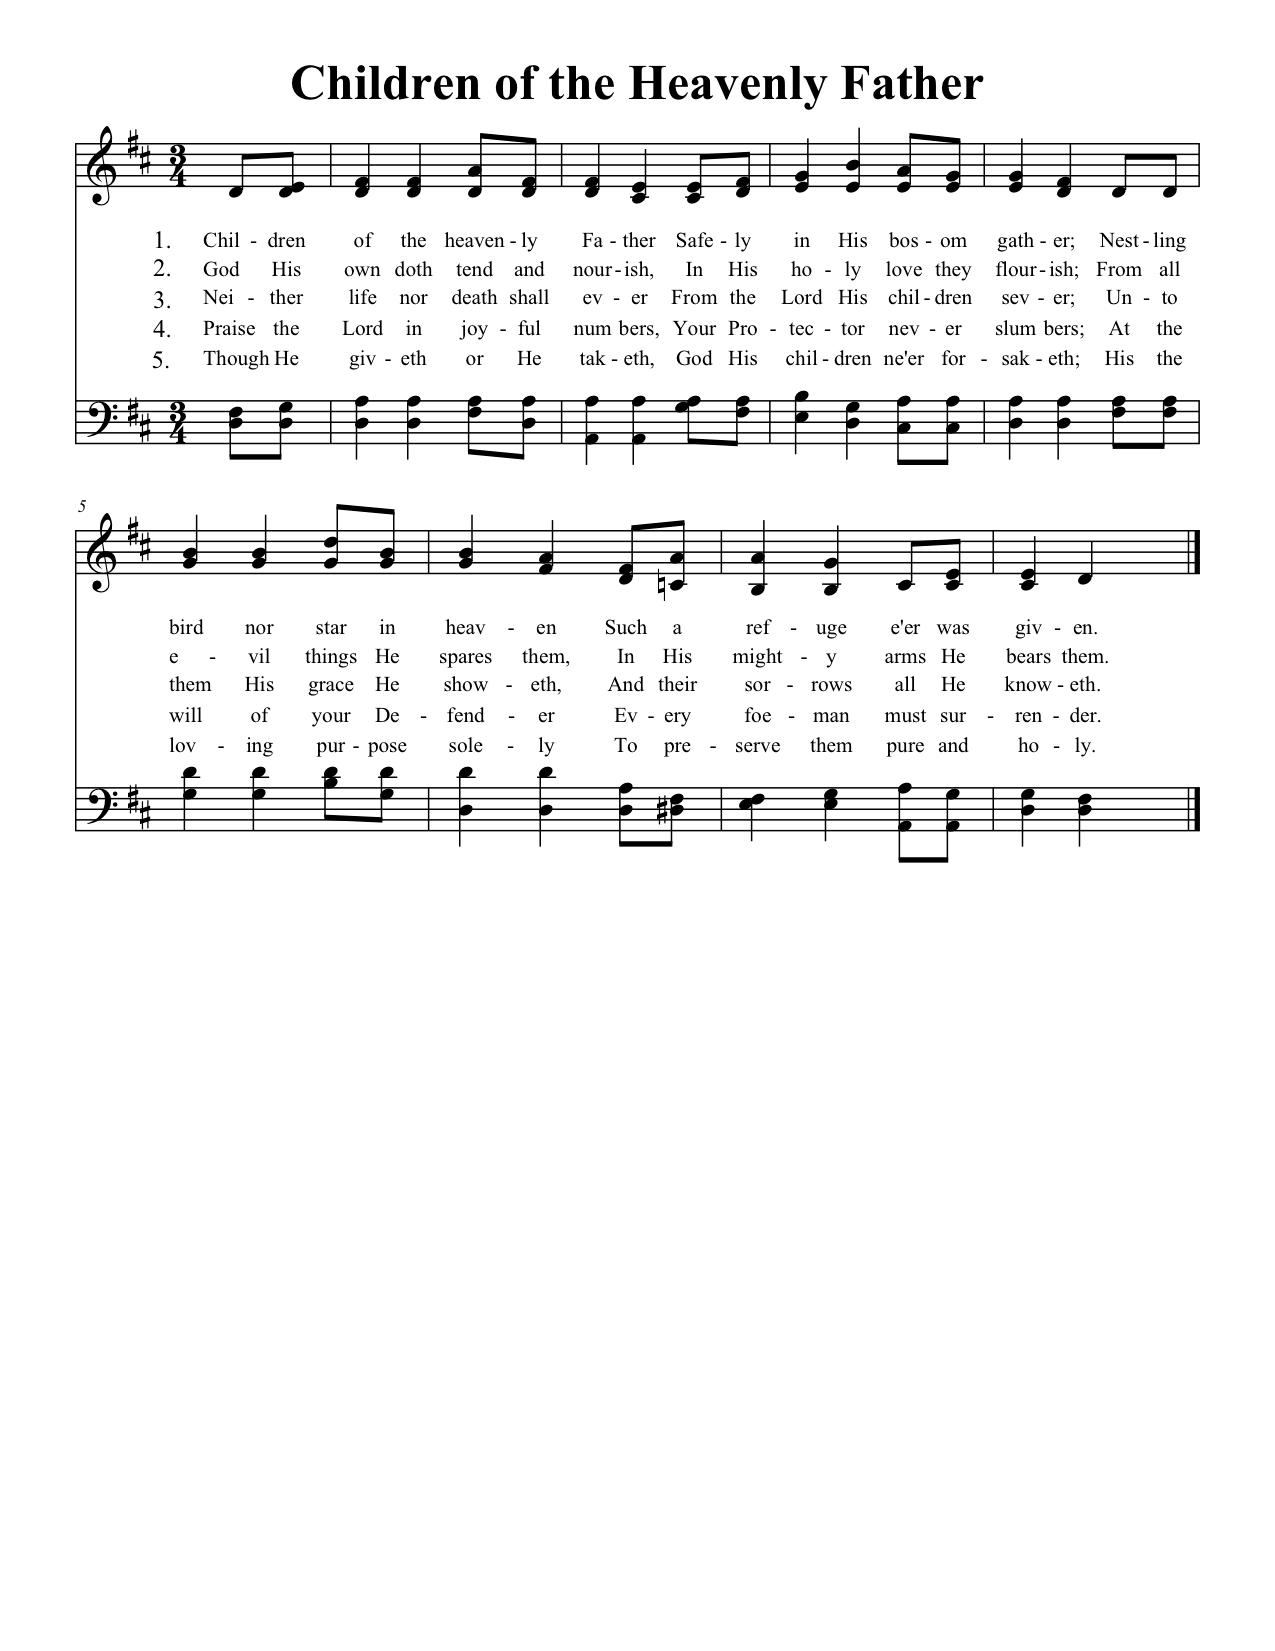 Children of the Heavenly Father
3
4
1. Chil - dren of the heaven - ly Fa - ther Safe - ly in His bos - om gath - er; Nest - ling
2. God His own doth tend and nour - ish, In His ho - ly love they flour - ish; From all
3. Nei - ther life nor death shall ev - er From the Lord His chil - dren sev - er; Un - to
4. Praise the Lord in joy - ful num bers, Your Pro - tec - tor nev - er slum bers; At the
5. Though He giv - eth or He tak - eth, God His chil - dren ne'er for - sak - eth; His the
3
4
5
bird nor star in heav - en Such a ref - uge e'er was giv - en.
e - vil things He spares them, In His might - y arms He bears them.
them His grace He show - eth, And their sor - rows all He know - eth.
will of your De - fend - er Ev - ery foe - man must sur - ren - der.
lov - ing pur - pose sole - ly To pre - serve them pure and ho - ly.